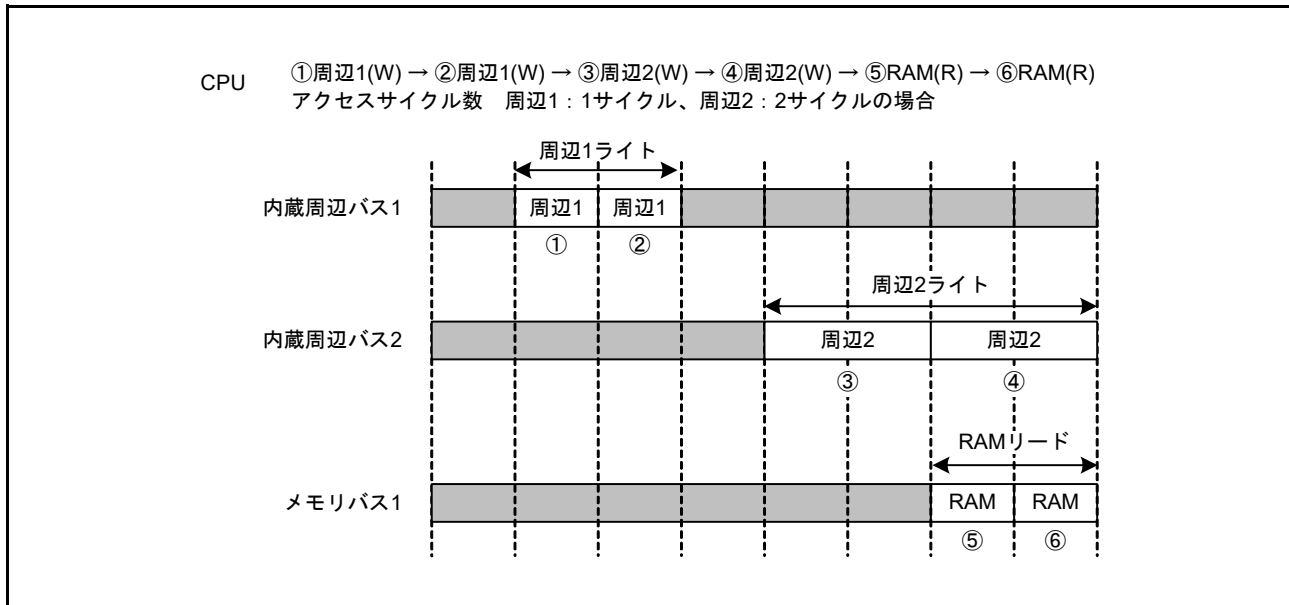 CPU ①周辺1(W) → ②周辺1(W) → ③周辺2(W) → ④周辺2(W) → ⑤RAM(R) → ⑥RAM(R)
アクセスサイクル数 周辺1:1サイクル、周辺2:2サイクルの場合
周辺1ライト
内蔵周辺バス1 周辺1 周辺1
① ②
周辺2ライト
内蔵周辺バス2 周辺2 周辺2
③ ④
RAMリード
メモリバス1 RAM RAM
⑤ ⑥